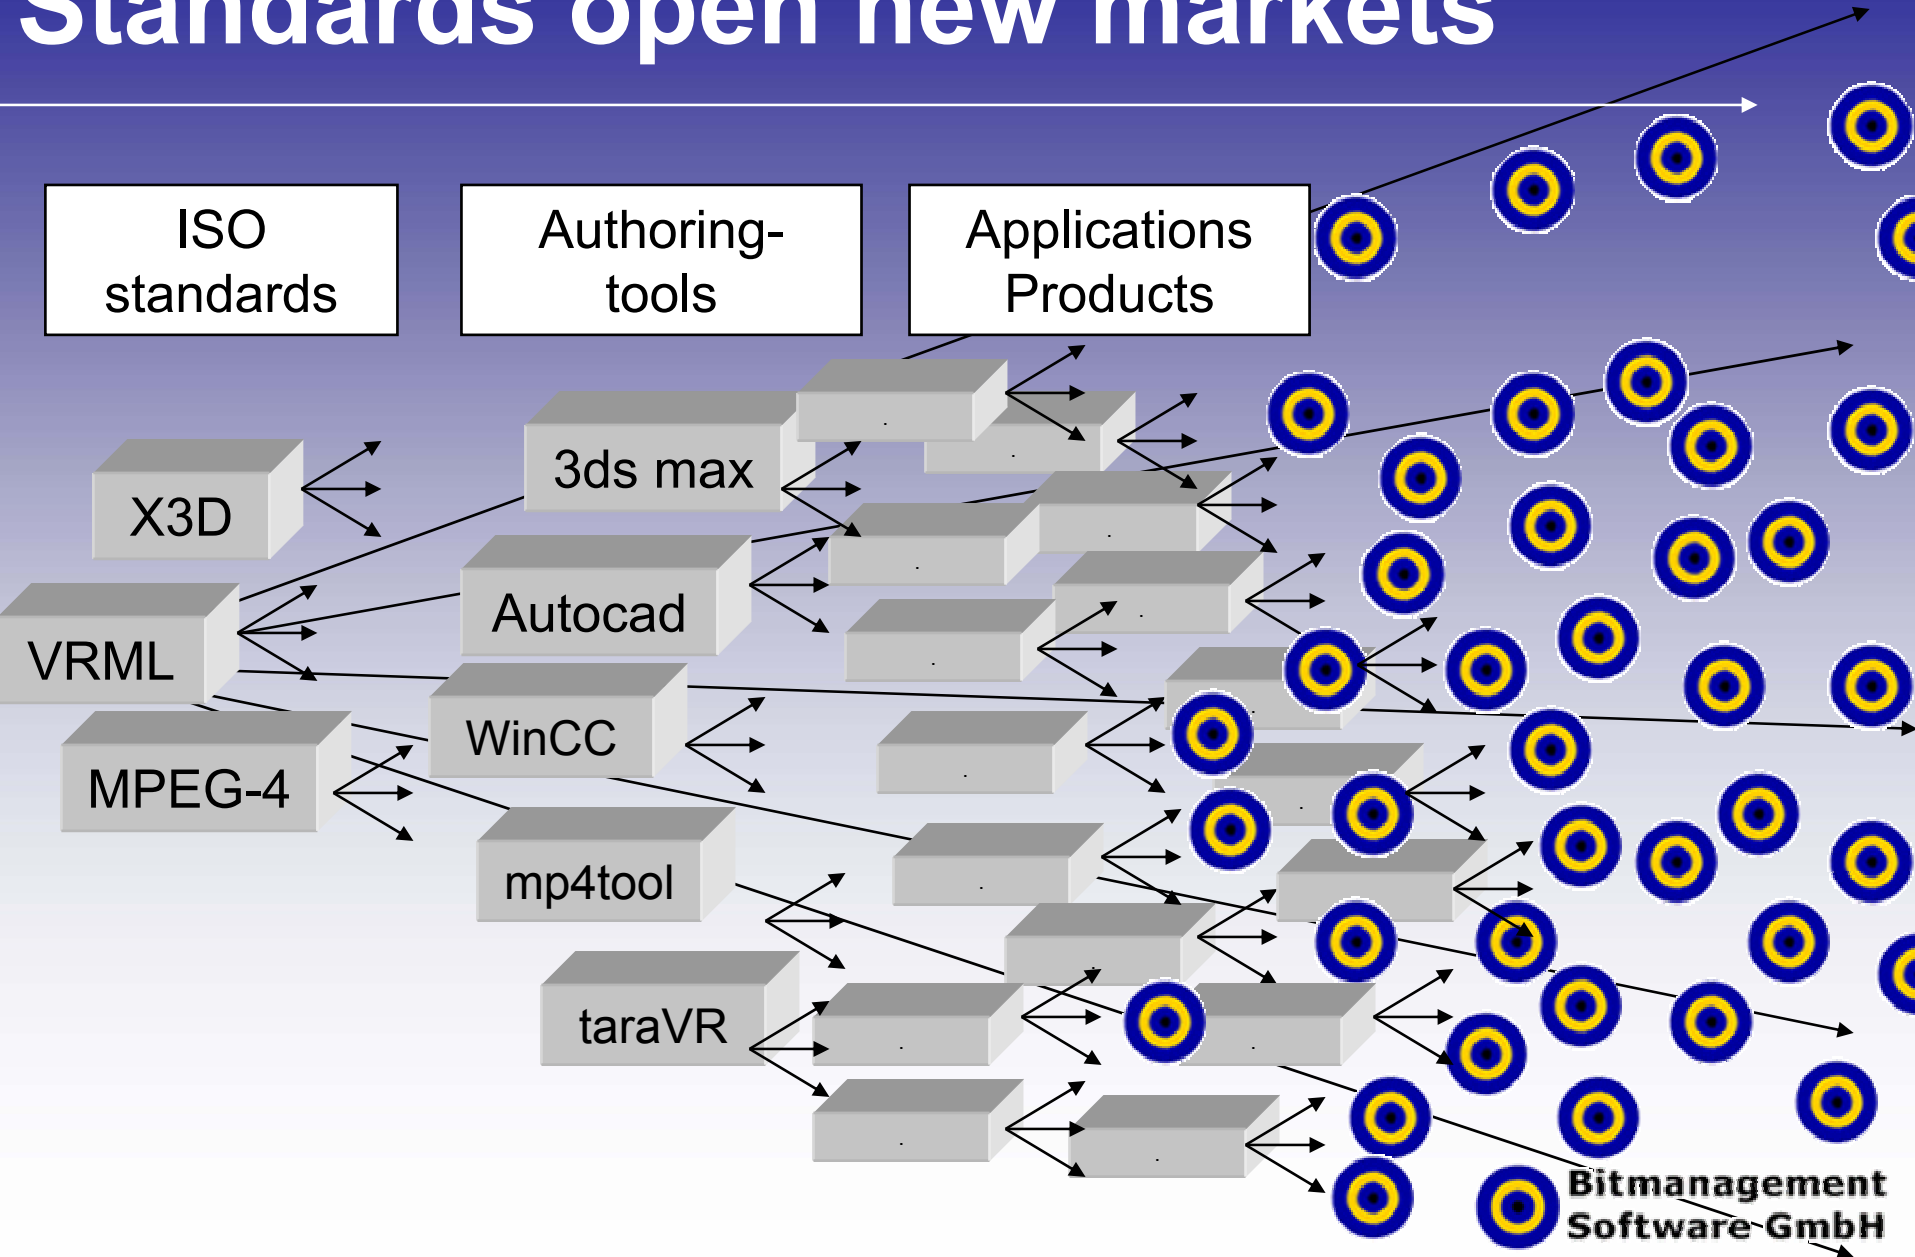 Standards open new markets
ISO
standards
Authoring-
tools
Applications
Products
3ds max
X3D
Autocad
VRML
WinCC
MPEG-4
mp4tool
taraVR
Bitmanagement
Software GmbH